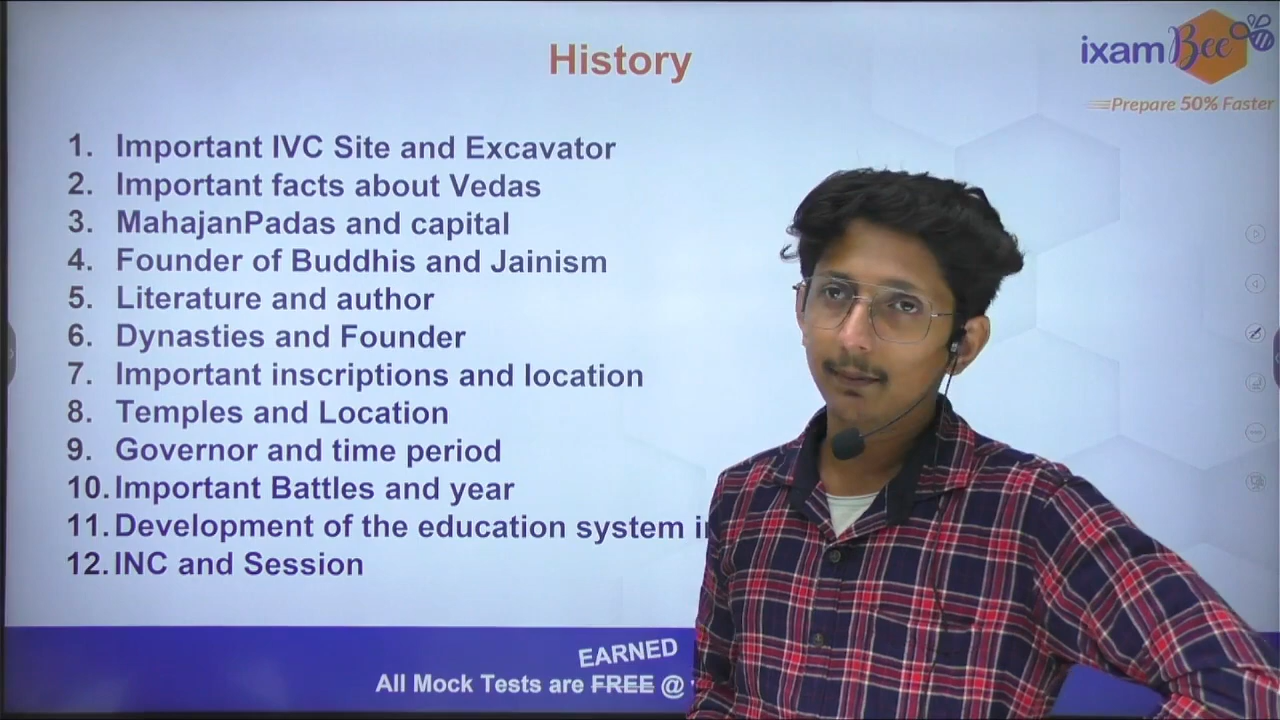 History
ixamBee
Prepare 50% Faster
1. Important IVC Site and Excavator
2. Important facts about Vedas
3. MahajanPadas and capital
4. Founder of Buddhis and Jainism
5. Literature and author
6. Dynasties and Founder
7. Important inscriptions and location
8. Temples and Location
9. Governor and time period
10. Important Battles and year
11. Development of the education system
12. INC and Session
EARNED
All Mock Tests are FREE @